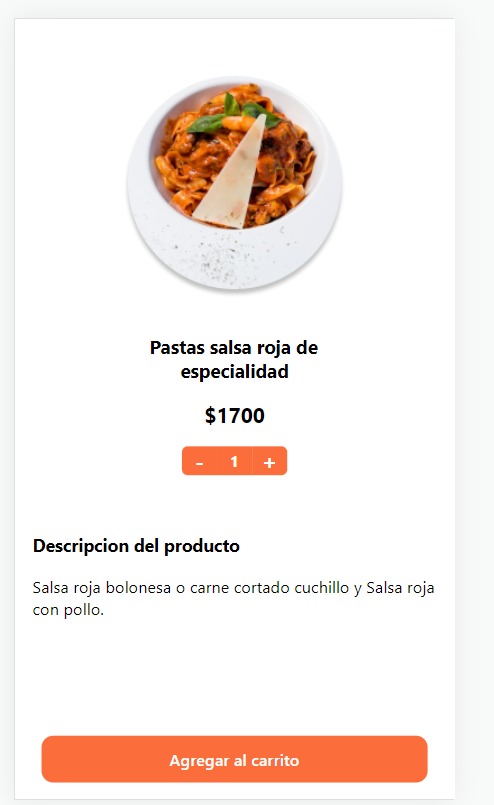 Pastas salsa roja de
especialidad
$1700
- 1 +
Descripcion del producto
Salsa roja bolonesa o carne cortado cuchillo y Salsa roja
con pollo.
Agregar al carrito